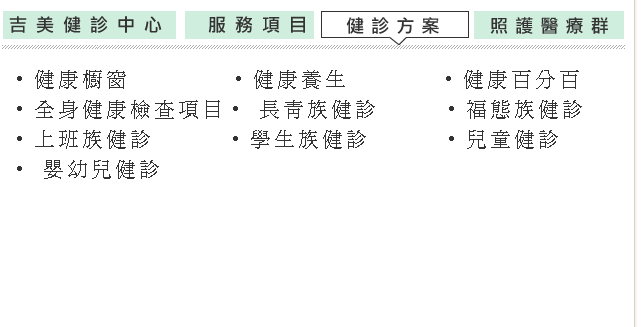 吉美健診中心 服務項目 健診方案 照護醫療群
• 健康櫥窗 • 健康養生 • 健康百分百
• 全身健康檢查項目 • 長青族健診 • 福態族健診
• 上班族健診 • 學生族健診 • 兒童健診
• 嬰幼兒健診